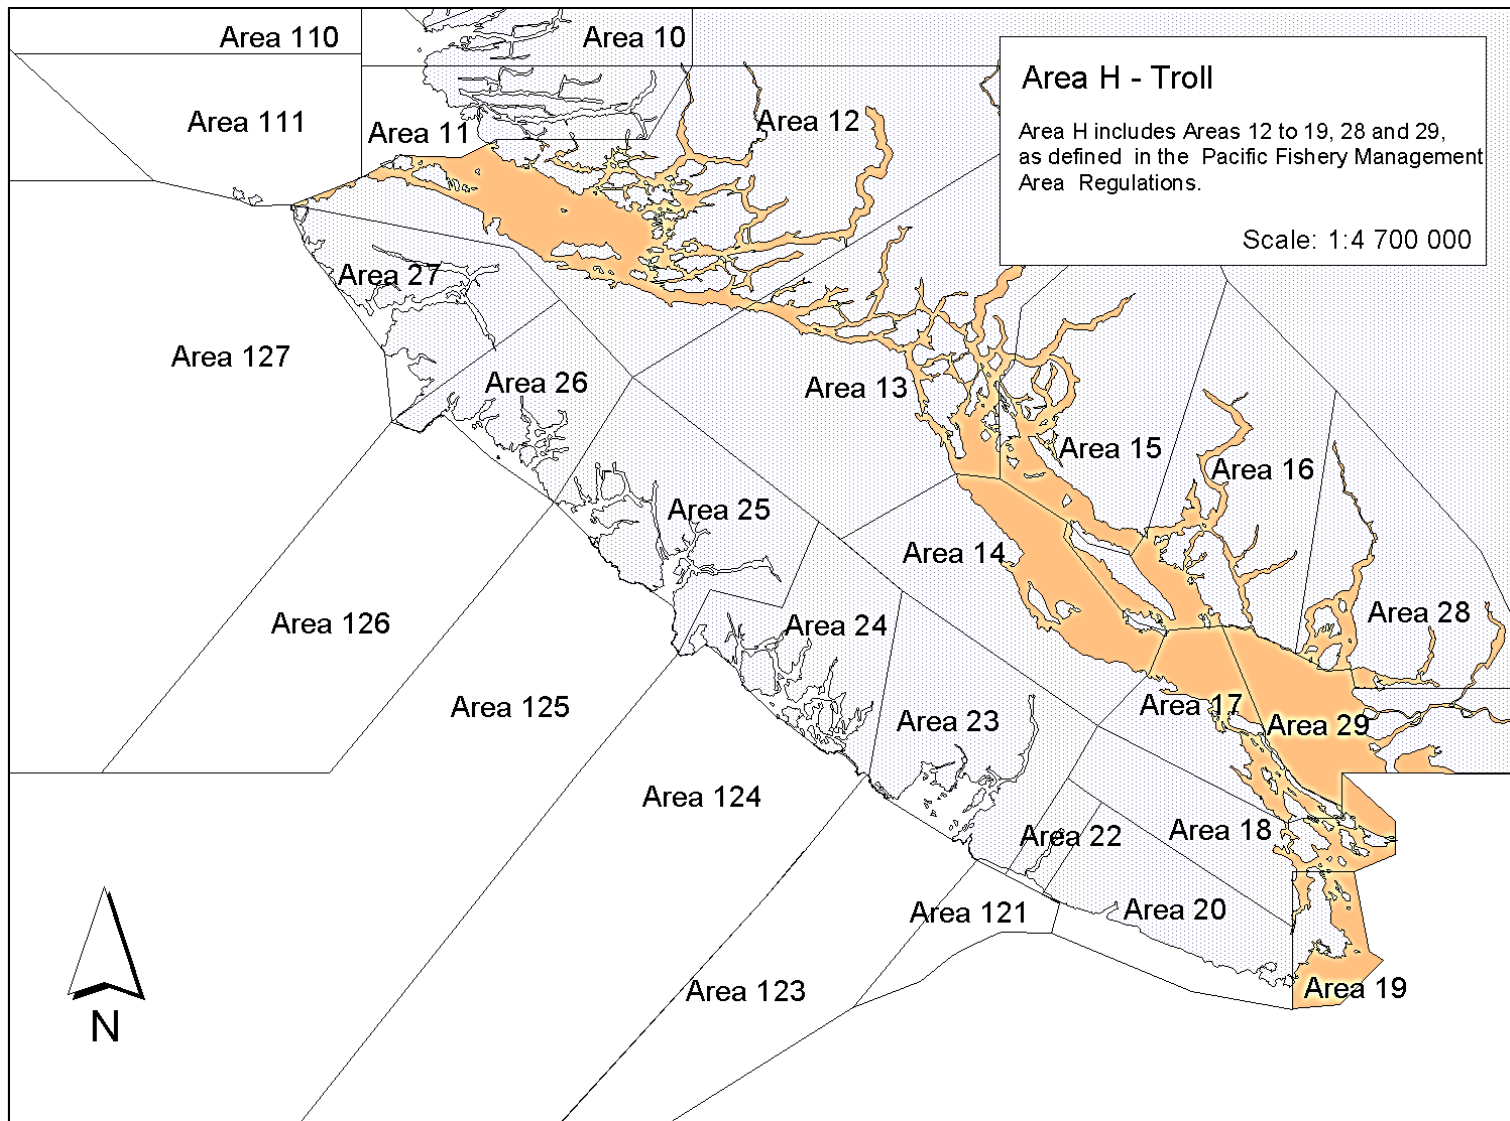 Area 110
Area 10
Area H - Troll
Area H includes Areas 12 to 19, 28 and 29,
as defined in the Pacific Fishery Management
Area Regulations.
Scale: 1:4 700 000
Area 111
Area 11
Area 12
Area 27
Area 127
Area 26
Area 13
Area 15
Area 16
Area 25
Area 14
Area 126
Area 24
Area 28
Area 125
Area 23
Area 17
Area 29
Area 124
Area 22
Area 18
Area 121
Area 20
Area 123
Area 19
N